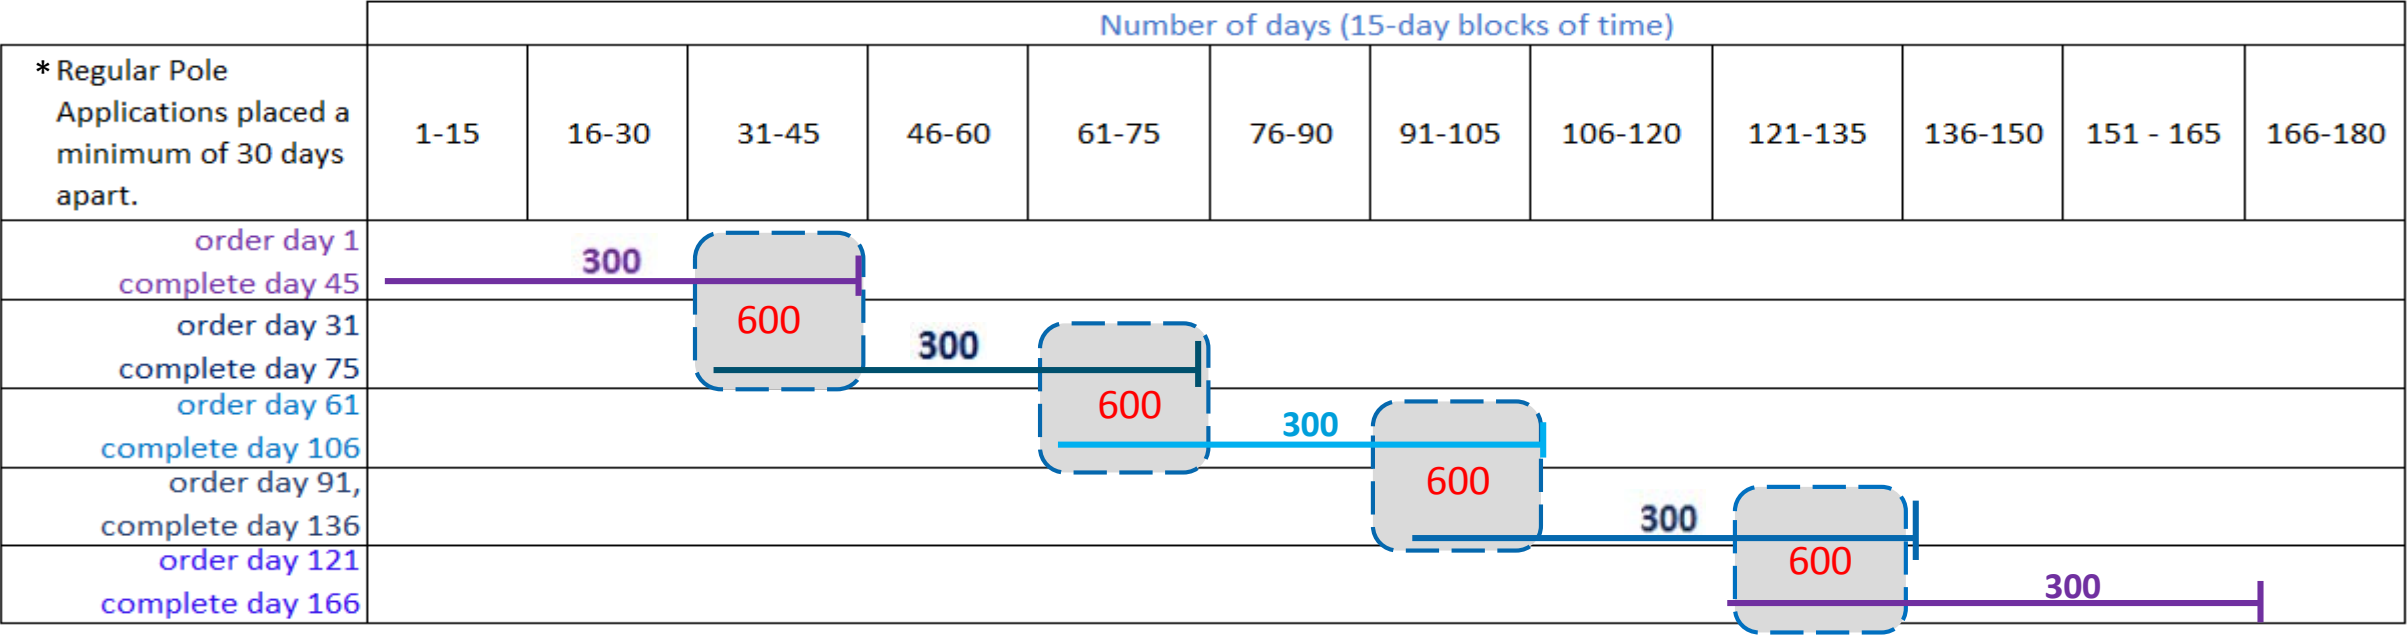 Number of days (15-day blocks of time)
* Regular Pole
Applications placed a
minimum of 30 days
apart.
1-15
16-30
31-45
46-60
61-75
76-90
91-105
106-120
121-135
136-150
151 - 165
166-180
order day 1
complete day 45
300
600
order day 31
complete day 75
300
600
order day 61
complete day 106
300
600
order day 91,
complete day 136
300
600
order day 121
complete day 166
300